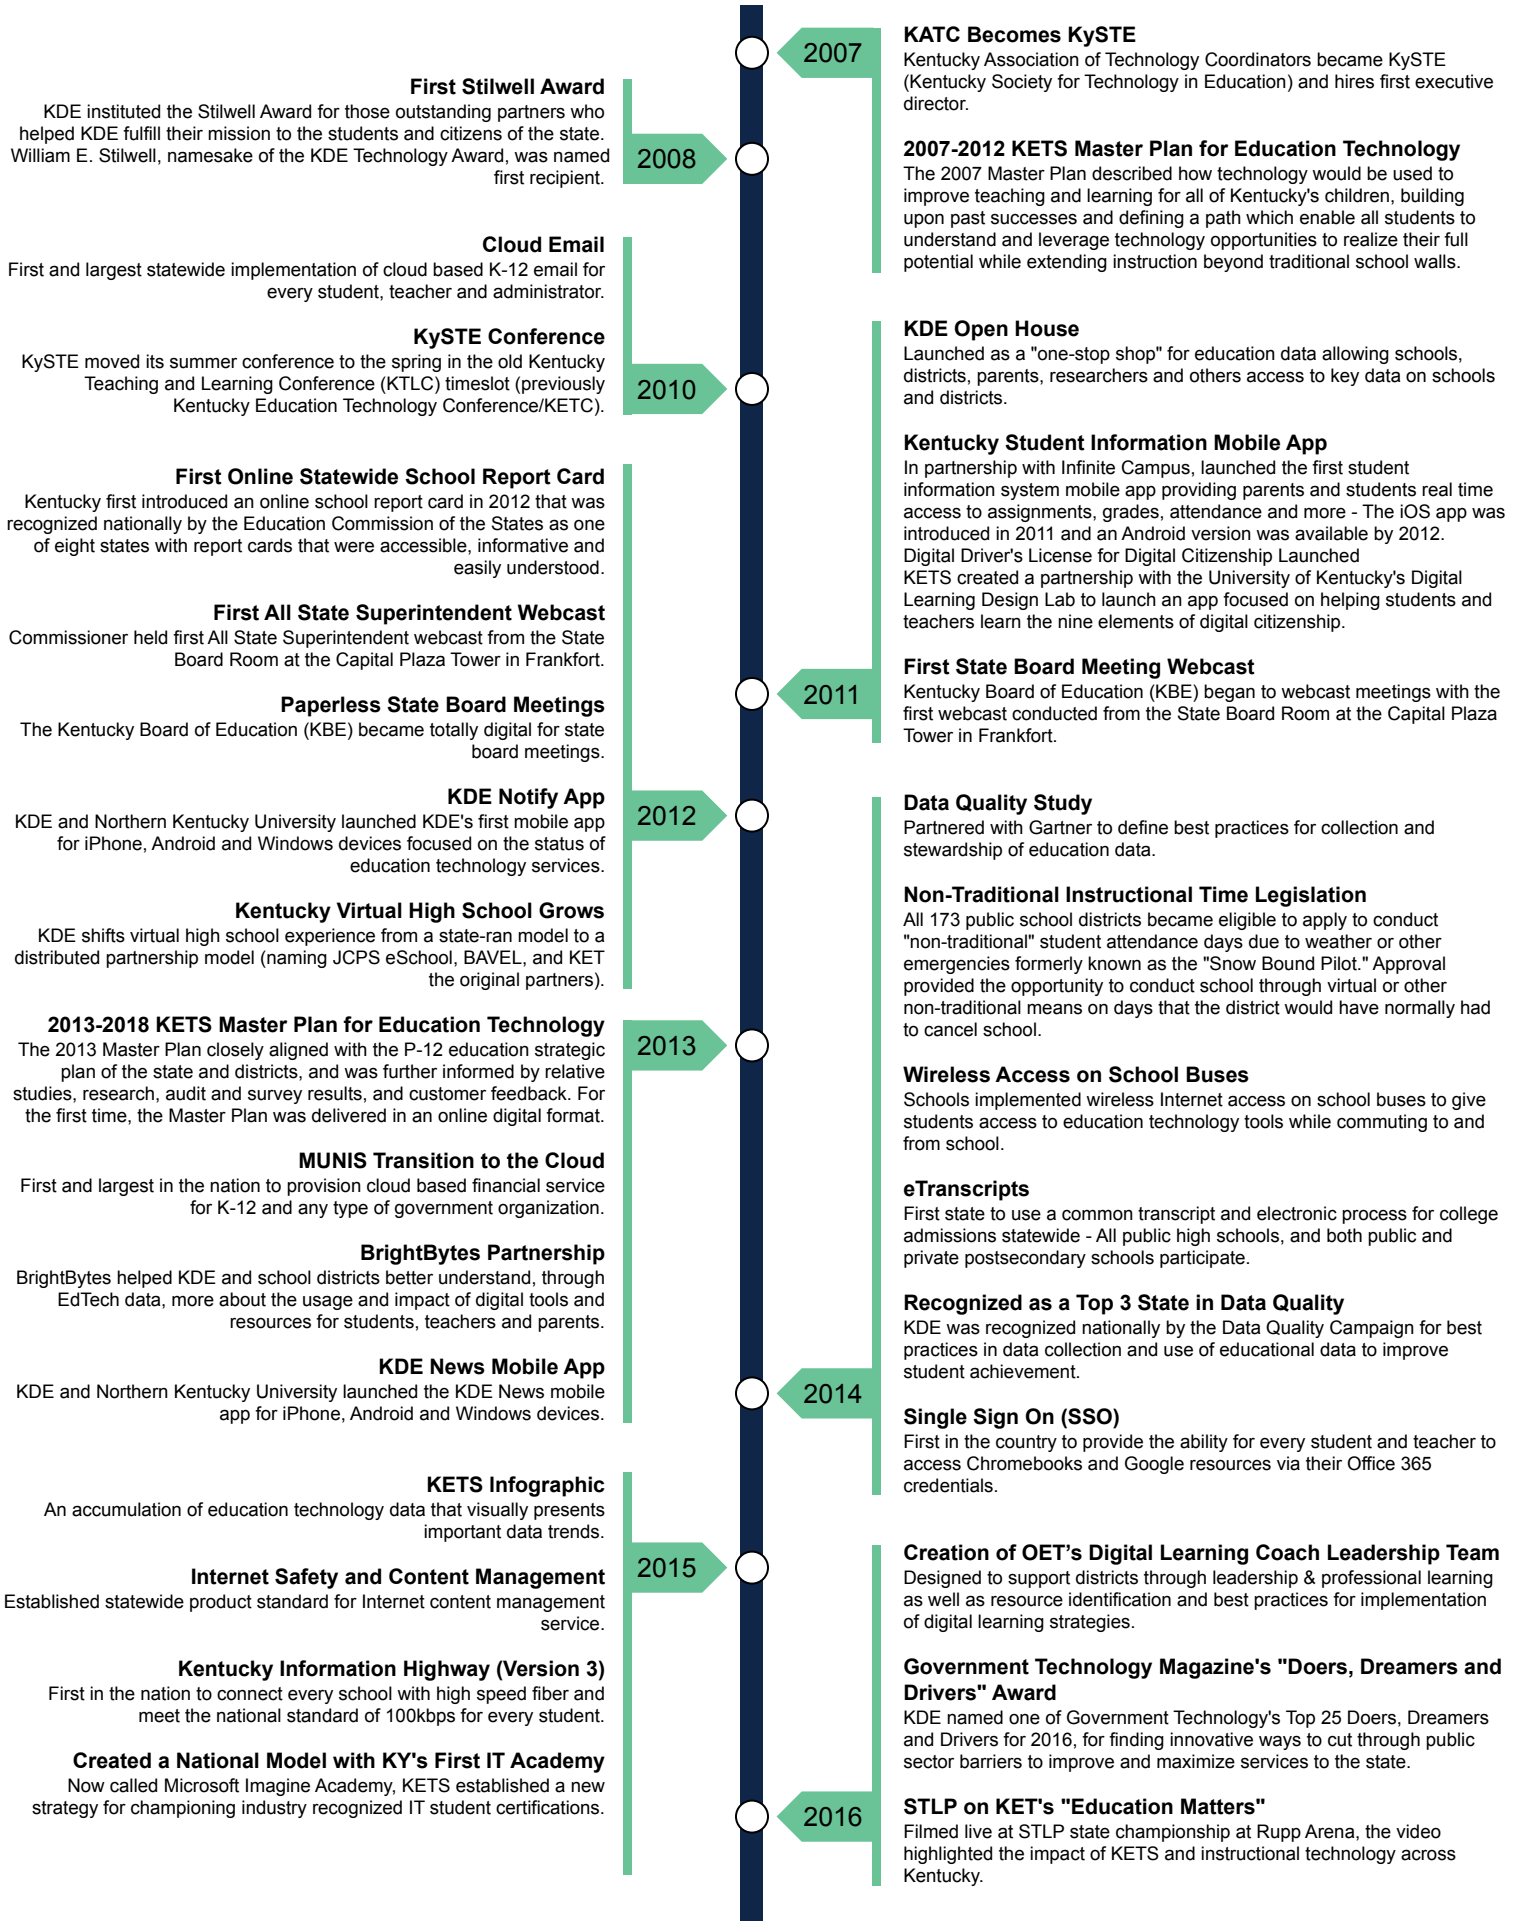 2007
KATC Becomes KySTE
Kentucky Association of Technology Coordinators became KySTE
(Kentucky Society for Technology in Education) and hires first executive
director.
2007-2012 KETS Master Plan for Education Technology
The 2007 Master Plan described how technology would be used to
improve teaching and learning for all of Kentucky's children, building
upon past successes and defining a path which enable all students to
understand and leverage technology opportunities to realize their full
potential while extending instruction beyond traditional school walls.
First Stilwell Award
KDE instituted the Stilwell Award for those outstanding partners who
helped KDE fulfill their mission to the students and citizens of the state.
William E. Stilwell, namesake of the KDE Technology Award, was named
first recipient.
2008
Cloud Email
First and largest statewide implementation of cloud based K-12 email for
every student, teacher and administrator.
KySTE Conference
KySTE moved its summer conference to the spring in the old Kentucky
Teaching and Learning Conference (KTLC) timeslot (previously
Kentucky Education Technology Conference/KETC).
2010
KDE Open House
Launched as a "one-stop shop" for education data allowing schools,
districts, parents, researchers and others access to key data on schools
and districts.
Kentucky Student Information Mobile App
In partnership with Infinite Campus, launched the first student
information system mobile app providing parents and students real time
access to assignments, grades, attendance and more - The iOS app was
introduced in 2011 and an Android version was available by 2012.
Digital Driver's License for Digital Citizenship Launched
KETS created a partnership with the University of Kentucky's Digital
Learning Design Lab to launch an app focused on helping students and
teachers learn the nine elements of digital citizenship.
First State Board Meeting Webcast
Kentucky Board of Education (KBE) began to webcast meetings with the
first webcast conducted from the State Board Room at the Capital Plaza
Tower in Frankfort.
2011
First Online Statewide School Report Card
Kentucky first introduced an online school report card in 2012 that was
recognized nationally by the Education Commission of the States as one
of eight states with report cards that were accessible, informative and
easily understood.
First All State Superintendent Webcast
Commissioner held first All State Superintendent webcast from the State
Board Room at the Capital Plaza Tower in Frankfort.
Paperless State Board Meetings
The Kentucky Board of Education (KBE) became totally digital for state
board meetings.
KDE Notify App
KDE and Northern Kentucky University launched KDE's first mobile app
for iPhone, Android and Windows devices focused on the status of
education technology services.
Kentucky Virtual High School Grows
KDE shifts virtual high school experience from a state-ran model to a
distributed partnership model (naming JCPS eSchool, BAVEL, and KET
the original partners).
2012
2013-2018 KETS Master Plan for Education Technology
The 2013 Master Plan closely aligned with the P-12 education strategic
plan of the state and districts, and was further informed by relative
studies, research, audit and survey results, and customer feedback. For
the first time, the Master Plan was delivered in an online digital format.
MUNIS Transition to the Cloud
First and largest in the nation to provision cloud based financial service
for K-12 and any type of government organization.
BrightBytes Partnership
BrightBytes helped KDE and school districts better understand, through
EdTech data, more about the usage and impact of digital tools and
resources for students, teachers and parents.
KDE News Mobile App
KDE and Northern Kentucky University launched the KDE News mobile
app for iPhone, Android and Windows devices.
2013
Data Quality Study
Partnered with Gartner to define best practices for collection and
stewardship of education data.
Non-Traditional Instructional Time Legislation
All 173 public school districts became eligible to apply to conduct
"non-traditional" student attendance days due to weather or other
emergencies formerly known as the "Snow Bound Pilot." Approval
provided the opportunity to conduct school through virtual or other
non-traditional means on days that the district would have normally had
to cancel school.
Wireless Access on School Buses
Schools implemented wireless Internet access on school buses to give
students access to education technology tools while commuting to and
from school.
eTranscripts
First state to use a common transcript and electronic process for college
admissions statewide - All public high schools, and both public and
private postsecondary schools participate.
Recognized as a Top 3 State in Data Quality
KDE was recognized nationally by the Data Quality Campaign for best
practices in data collection and use of educational data to improve
student achievement.
Single Sign On (SSO)
First in the country to provide the ability for every student and teacher to
access Chromebooks and Google resources via their Office 365
credentials.
2014
KETS Infographic
An accumulation of education technology data that visually presents
important data trends.
Internet Safety and Content Management
Established statewide product standard for Internet content management
service.
Kentucky Information Highway (Version 3)
First in the nation to connect every school with high speed fiber and
meet the national standard of 100kbps for every student.
Created a National Model with KY's First IT Academy
Now called Microsoft Imagine Academy, KETS established a new
strategy for championing industry recognized IT student certifications.
2015
Creation of OET’s Digital Learning Coach Leadership Team
Designed to support districts through leadership & professional learning
as well as resource identification and best practices for implementation
of digital learning strategies.
Government Technology Magazine's "Doers, Dreamers and
Drivers" Award
KDE named one of Government Technology's Top 25 Doers, Dreamers
and Drivers for 2016, for finding innovative ways to cut through public
sector barriers to improve and maximize services to the state.
STLP on KET's "Education Matters"
Filmed live at STLP state championship at Rupp Arena, the video
highlighted the impact of KETS and instructional technology across
Kentucky.
2016